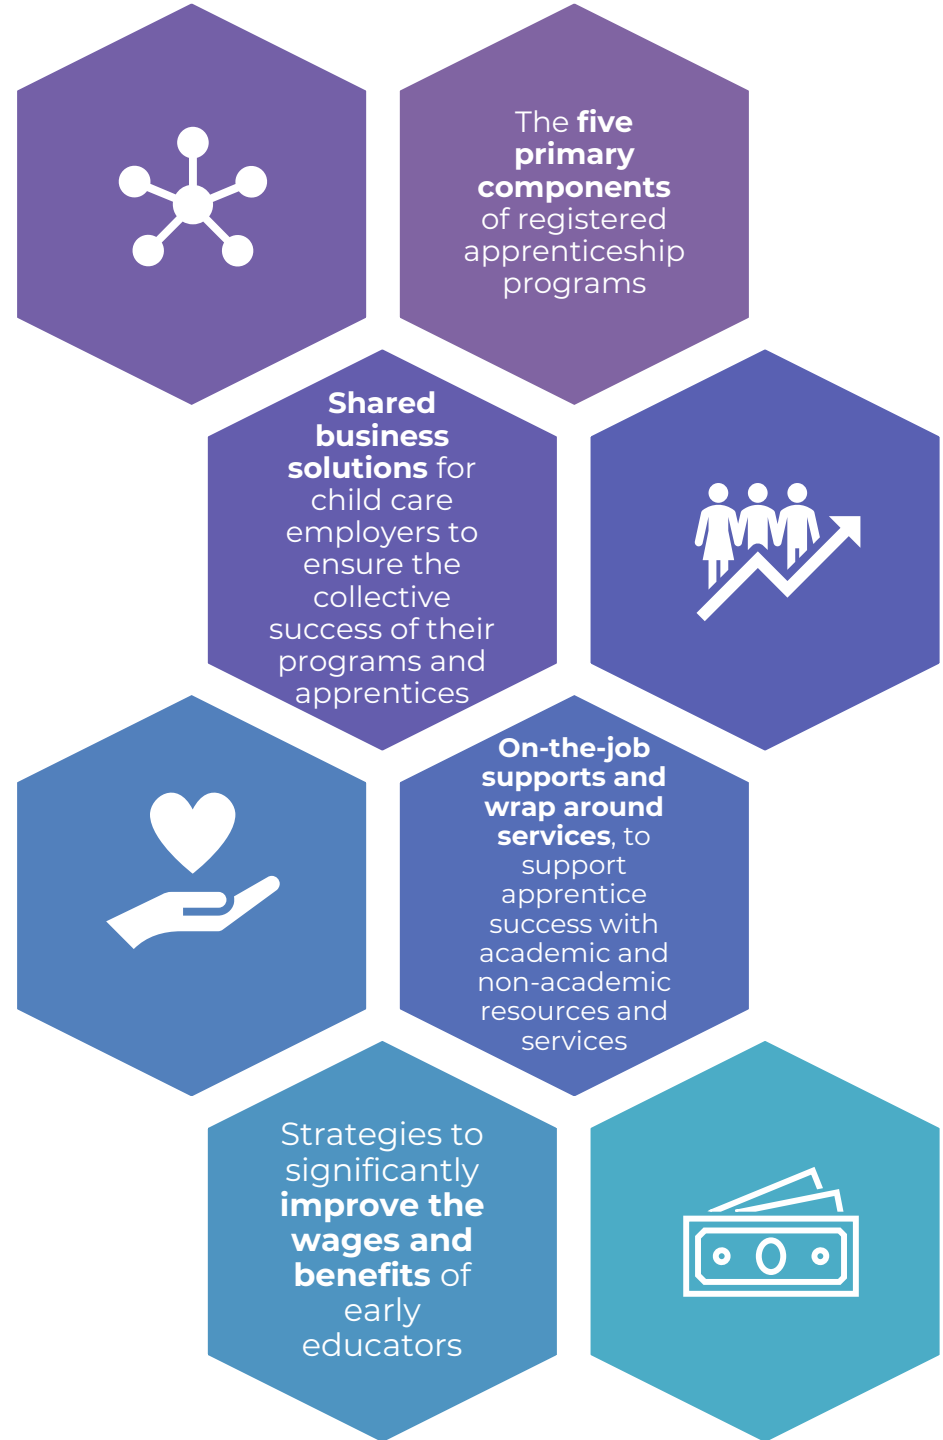 The five
primary
components
of registered
apprenticeship
programs
Shared
business
solutions for
child care
employers to
ensure the
collective
success of their
programs and
apprentices
On-the-job
supports and
wrap around
services, to
support
apprentice
success with
academic and
non-academic
resources and
services
Strategies to
significantly
improve the
wages and
benefits of
early
educators